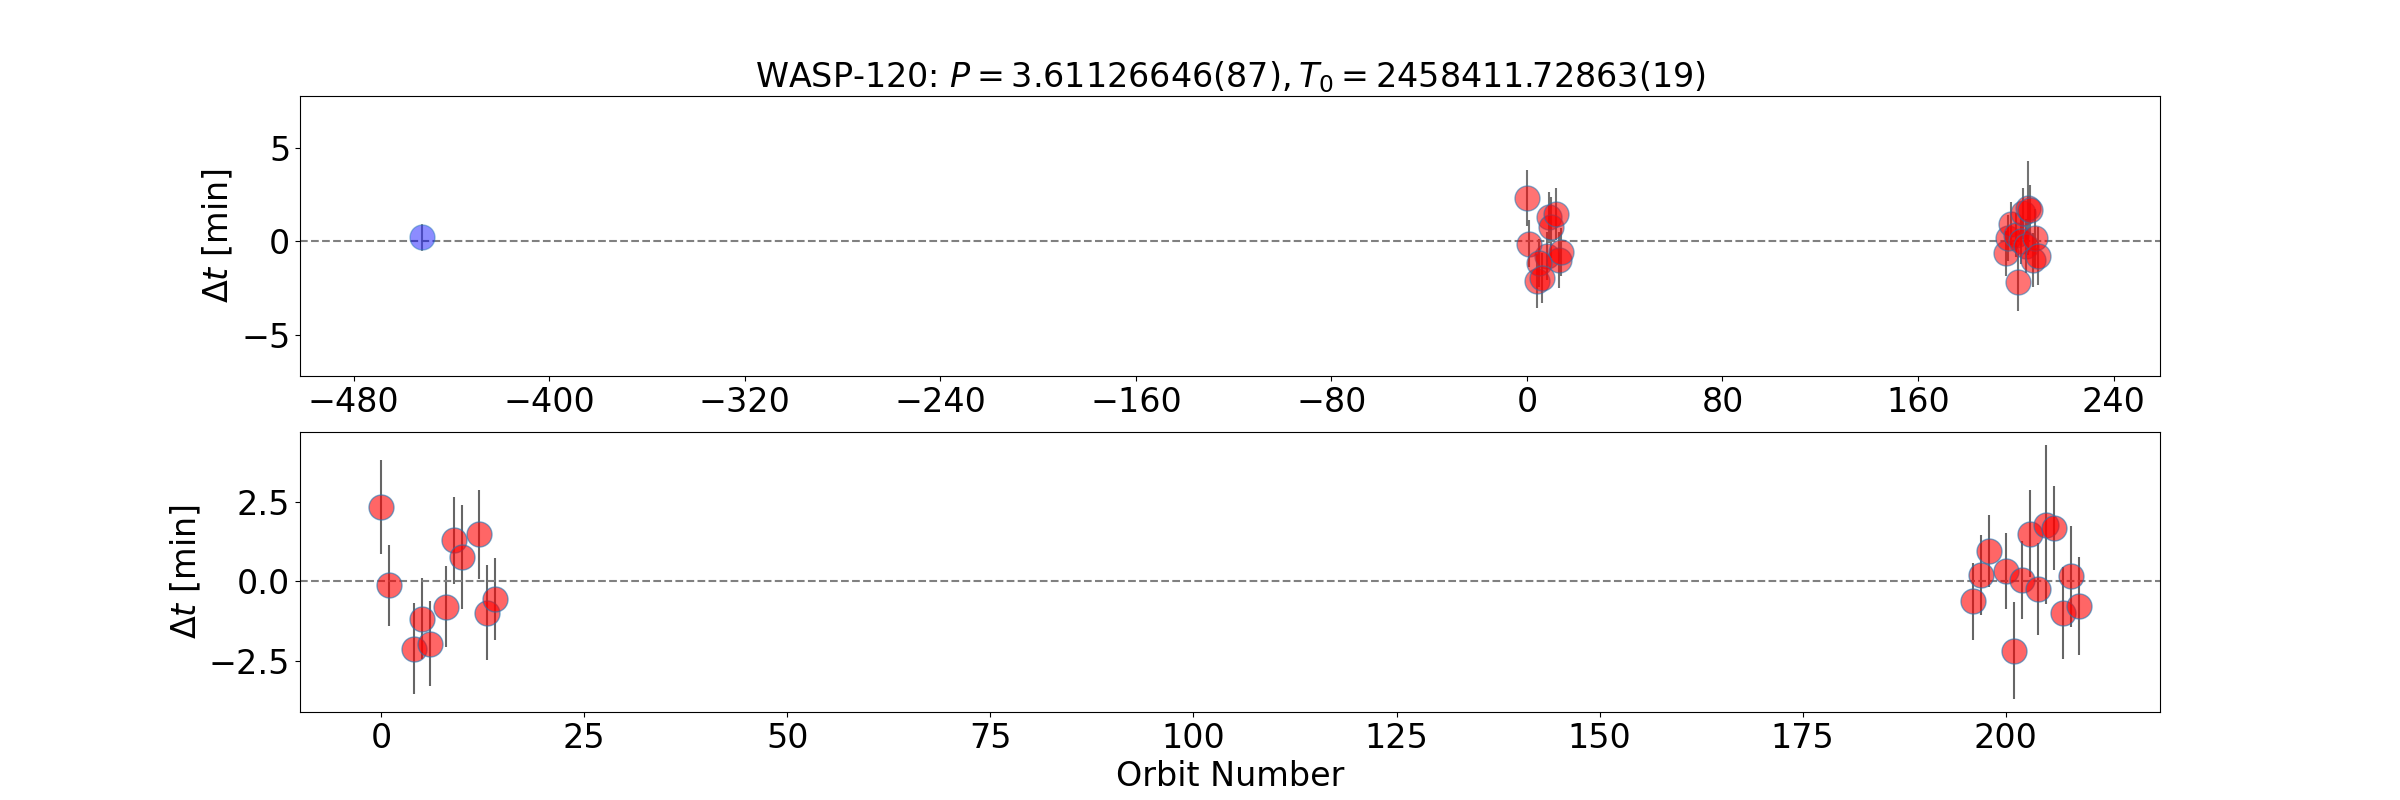 WASP-120: P = 3.61126646(87), T₀ = 2458411.72863(19)
Δt [min]
5
0
−5
−480 −400 −320 −240 −160 −80 0 80 160 240
Δt [min]
2.5
0.0
−2.5
0 25 50 75 100 125 150 175 200
Orbit Number